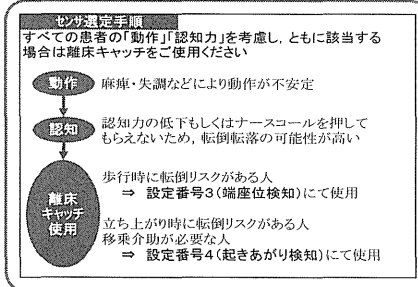 センサ選定手順
すべての患者の「動作」「認知力」を考慮し，ともに該当する
場合は離床キャッチをご使用ください
動作
麻痺・失調などにより動作が不安定
認知
認知力の低下もしくはナースコールを押して
もらえないため，転倒転落の可能性が高い
離床
キャッチ
使用
歩行時に転倒リスクがある人
⇒ 設定番号3（端座位検知）にて使用
立ち上がり時に転倒リスクがある人
移乗介助が必要な人
⇒ 設定番号4（起きあがり検知）にて使用